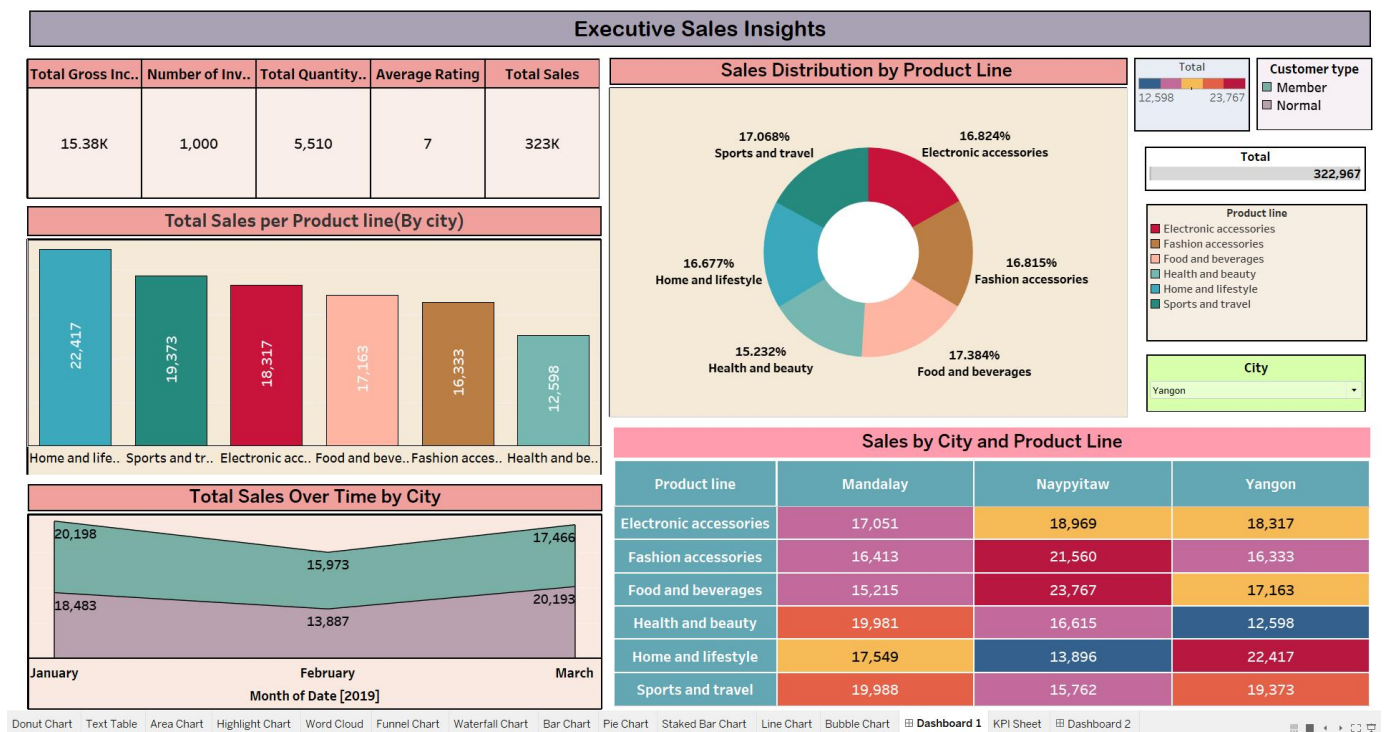 Executive Sales Insights
Total Gross Inc.. Number of Inv.. Total Quantity.. Average Rating Total Sales
15.38K 1,000 5,510 7 323K
Total Sales per Product line(By city)
22,417 19,373 18,317 17,163 16,333 12,598
Home and life.. Sports and tr.. Electronic acc.. Food and beve.. Fashion acces.. Health and be..
Total Sales Over Time by City
20,198 15,973 17,466
18,483 13,887 20,193
January February March
Month of Date [2019]
Sales Distribution by Product Line
17.068%
Sports and travel
16.824%
Electronic accessories
16.677%
Home and lifestyle
16.815%
Fashion accessories
15.232%
Health and beauty
17.384%
Food and beverages
Total
12,598 23,767
Customer type
Member
Normal
Total
322,967
Product line
Electronic accessories
Fashion accessories
Food and beverages
Health and beauty
Home and lifestyle
Sports and travel
City
Yangon
Sales by City and Product Line
Product line Mandalay Naypyitaw Yangon
Electronic accessories 17,051 18,969 18,317
Fashion accessories 16,413 21,560 16,333
Food and beverages 15,215 23,767 17,163
Health and beauty 19,981 16,615 12,598
Home and lifestyle 17,549 13,896 22,417
Sports and travel 19,988 15,762 19,373
Donut Chart Text Table Area Chart Highlight Chart Word Cloud Funnel Chart Waterfall Chart Bar Chart Pie Chart Staked Bar Chart Line Chart Bubble Chart Dashboard 1 KPI Sheet Dashboard 2